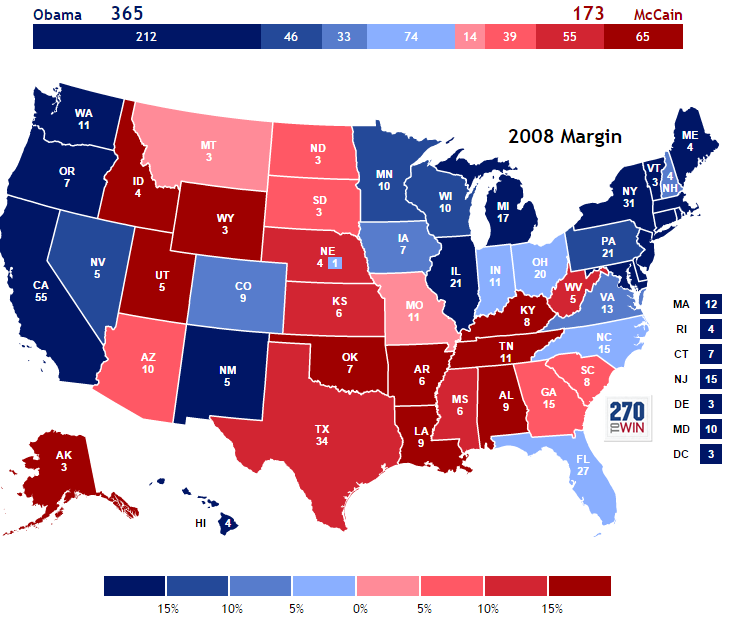 Obama 365 173 McCain
212 46 33 74 14 39 55 65
2008 Margin
WA
11
OR
7
CA
55
NV
5
ID
4
MT
3
WY
3
UT
5
AZ
10
CO
9
NM
5
ND
3
SD
3
NE
4 1
KS
6
OK
7
TX
34
MN
10
IA
7
MO
11
AR
6
LA
9
WI
10
IL
21
MI
17
IN
11
OH
20
KY
8
TN
11
MS
6
AL
9
GA
15
FL
27
SC
8
NC
15
VA
13
WV
5
PA
21
NY
31
VT
3
4
NH
ME
4
AK
3
HI 4
MA 12
RI 4
CT 7
NJ 15
DE 3
MD 10
DC 3
270
TO WIN
15% 10% 5% 0% 5% 10% 15%